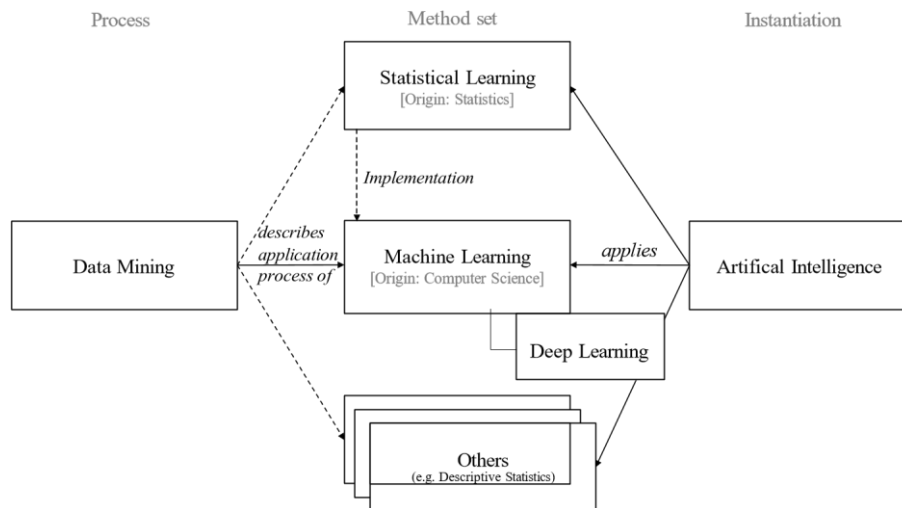 Process
Method set
Instantiation
Statistical Learning
[Origin: Statistics]
Implementation
Data Mining
describes
application
process of
Machine Learning
[Origin: Computer Science]
applies
Artifical Intelligence
Deep Learning
Others
(e.g. Descriptive Statistics)